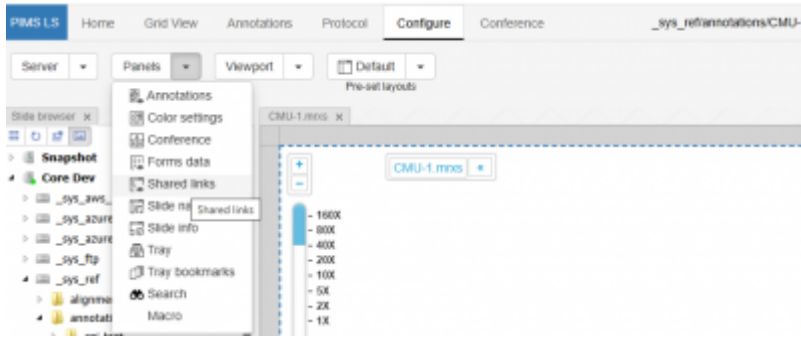 PIMS LS Home Grid View Annotations Protocol Configure Conference _sys_ref/annotations/CMU-
Server Panels Viewport Default
Pre-set layouts
Slide browser x CMU-1.mrxs x
Annotations
Color settings
Conference
Forms data
Shared links
Slide na
Shared links
Slide info
Tray
Tray bookmarks
Search
Macro
Snapshot
Core Dev
_sys_aws_
_sys_azure
_sys_azure
_sys_ftp
_sys_ref
alignme
annotati
CMU-1.mrxs «
+
-
- 160X
- 80X
- 40X
- 20X
- 10X
- 5X
- 2X
- 1X